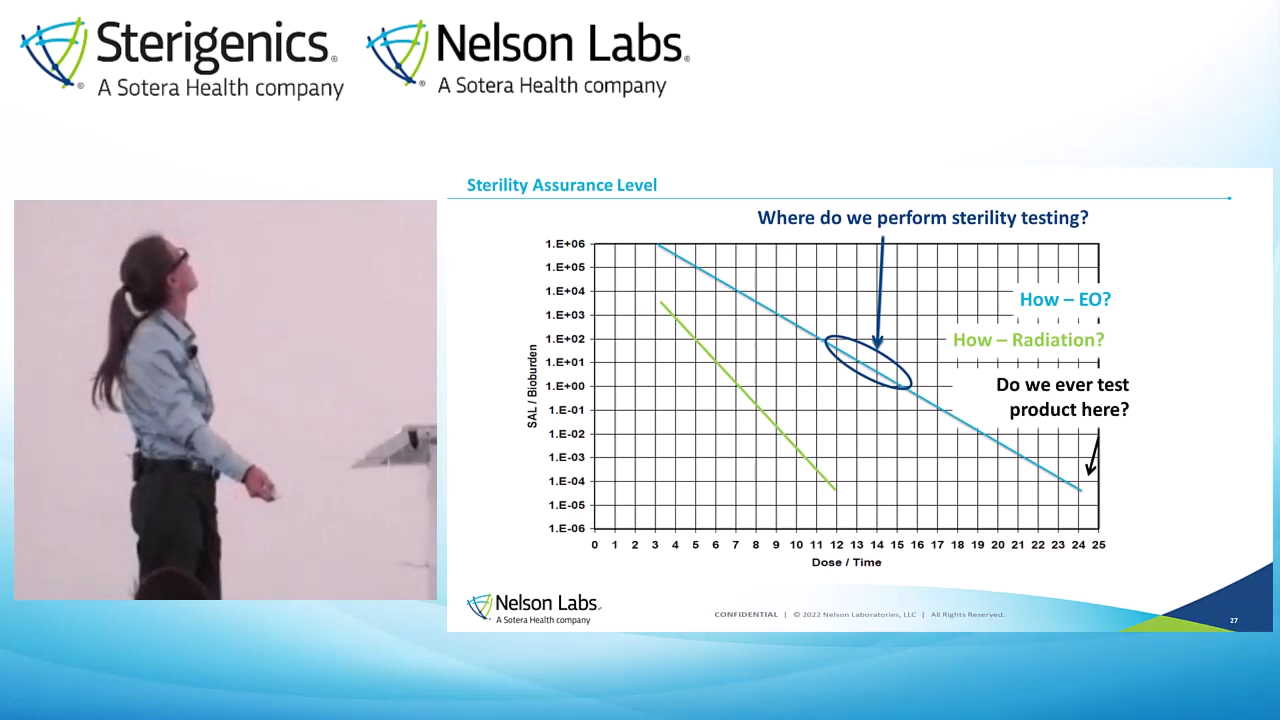 Sterigenics®
A Sotera Health company
®
Nelson Labs®
A Sotera Health company
®
Sterility Assurance Level
Where do we perform sterility testing?
1.E+06
1.E+05
1.E+04
1.E+03
1.E+02
1.E+01
1.E+00
1.E-01
1.E-02
1.E-03
1.E-04
1.E-05
1.E-06
SAL / Bioburden
How – EO?
How – Radiation?
Do we ever test
product here?
0 1 2 3 4 5 6 7 8 9 10 11 12 13 14 15 16 17 18 19 20 21 22 23 24 25
Dose / Time
Nelson Labs®
A Sotera Health company
CONFIDENTIAL | © 2022 Nelson Laboratories, LLC | All Rights Reserved.
27